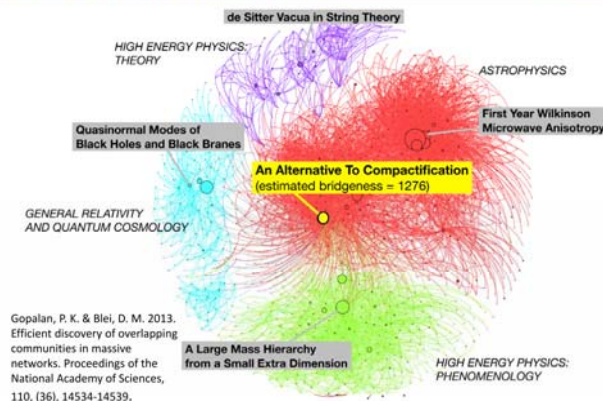 de Sitter Vacua in String Theory
HIGH ENERGY PHYSICS:
THEORY
ASTROPHYSICS
First Year Wilkinson
Microwave Anisotropy
Quasinormal Modes of
Black Holes and Black Branes
An Alternative To Compactification
(estimated bridgeness = 1276)
GENERAL RELATIVITY
AND QUANTUM COSMOLOGY
Gopalan, P. K. & Blei, D. M. 2013.
Efficient discovery of overlapping
communities in massive
networks. Proceedings of the
National Academy of Sciences,
110, (36), 14534-14539.
A Large Mass Hierarchy
from a Small Extra Dimension
HIGH ENERGY PHYSICS:
PHENOMENOLOGY